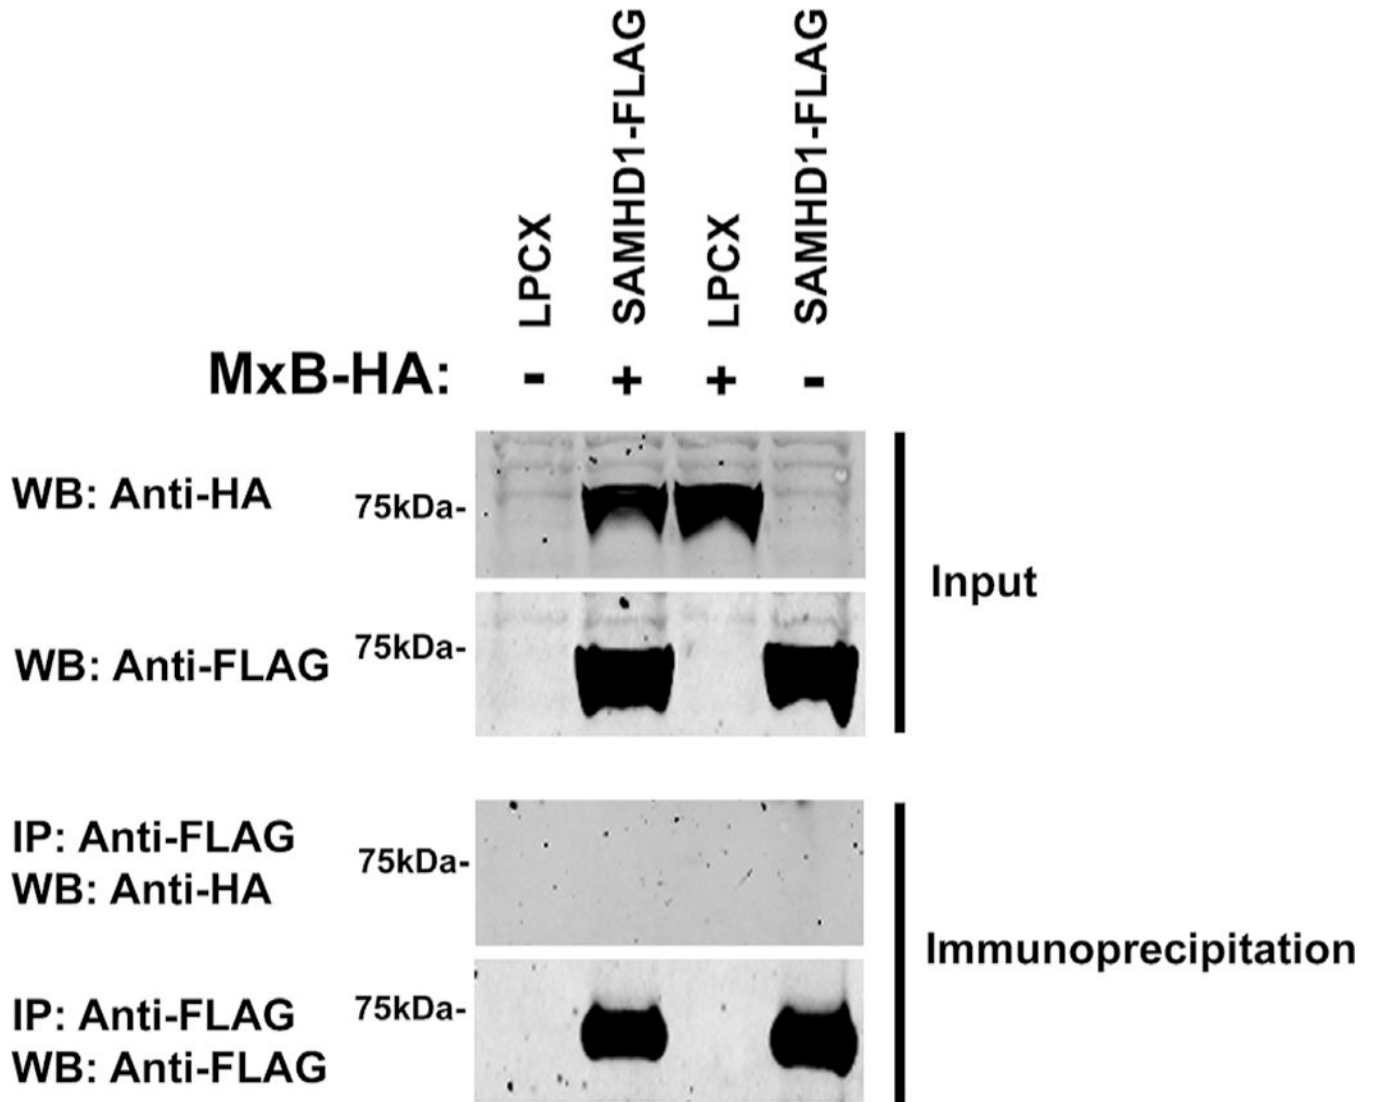 LPCX
SAMHD1-FLAG
LPCX
SAMHD1-FLAG
MxB-HA: - + + -
WB: Anti-HA
75kDa-
WB: Anti-FLAG
75kDa-
Input
IP: Anti-FLAG
WB: Anti-HA
75kDa-
IP: Anti-FLAG
WB: Anti-FLAG
75kDa-
Immunoprecipitation